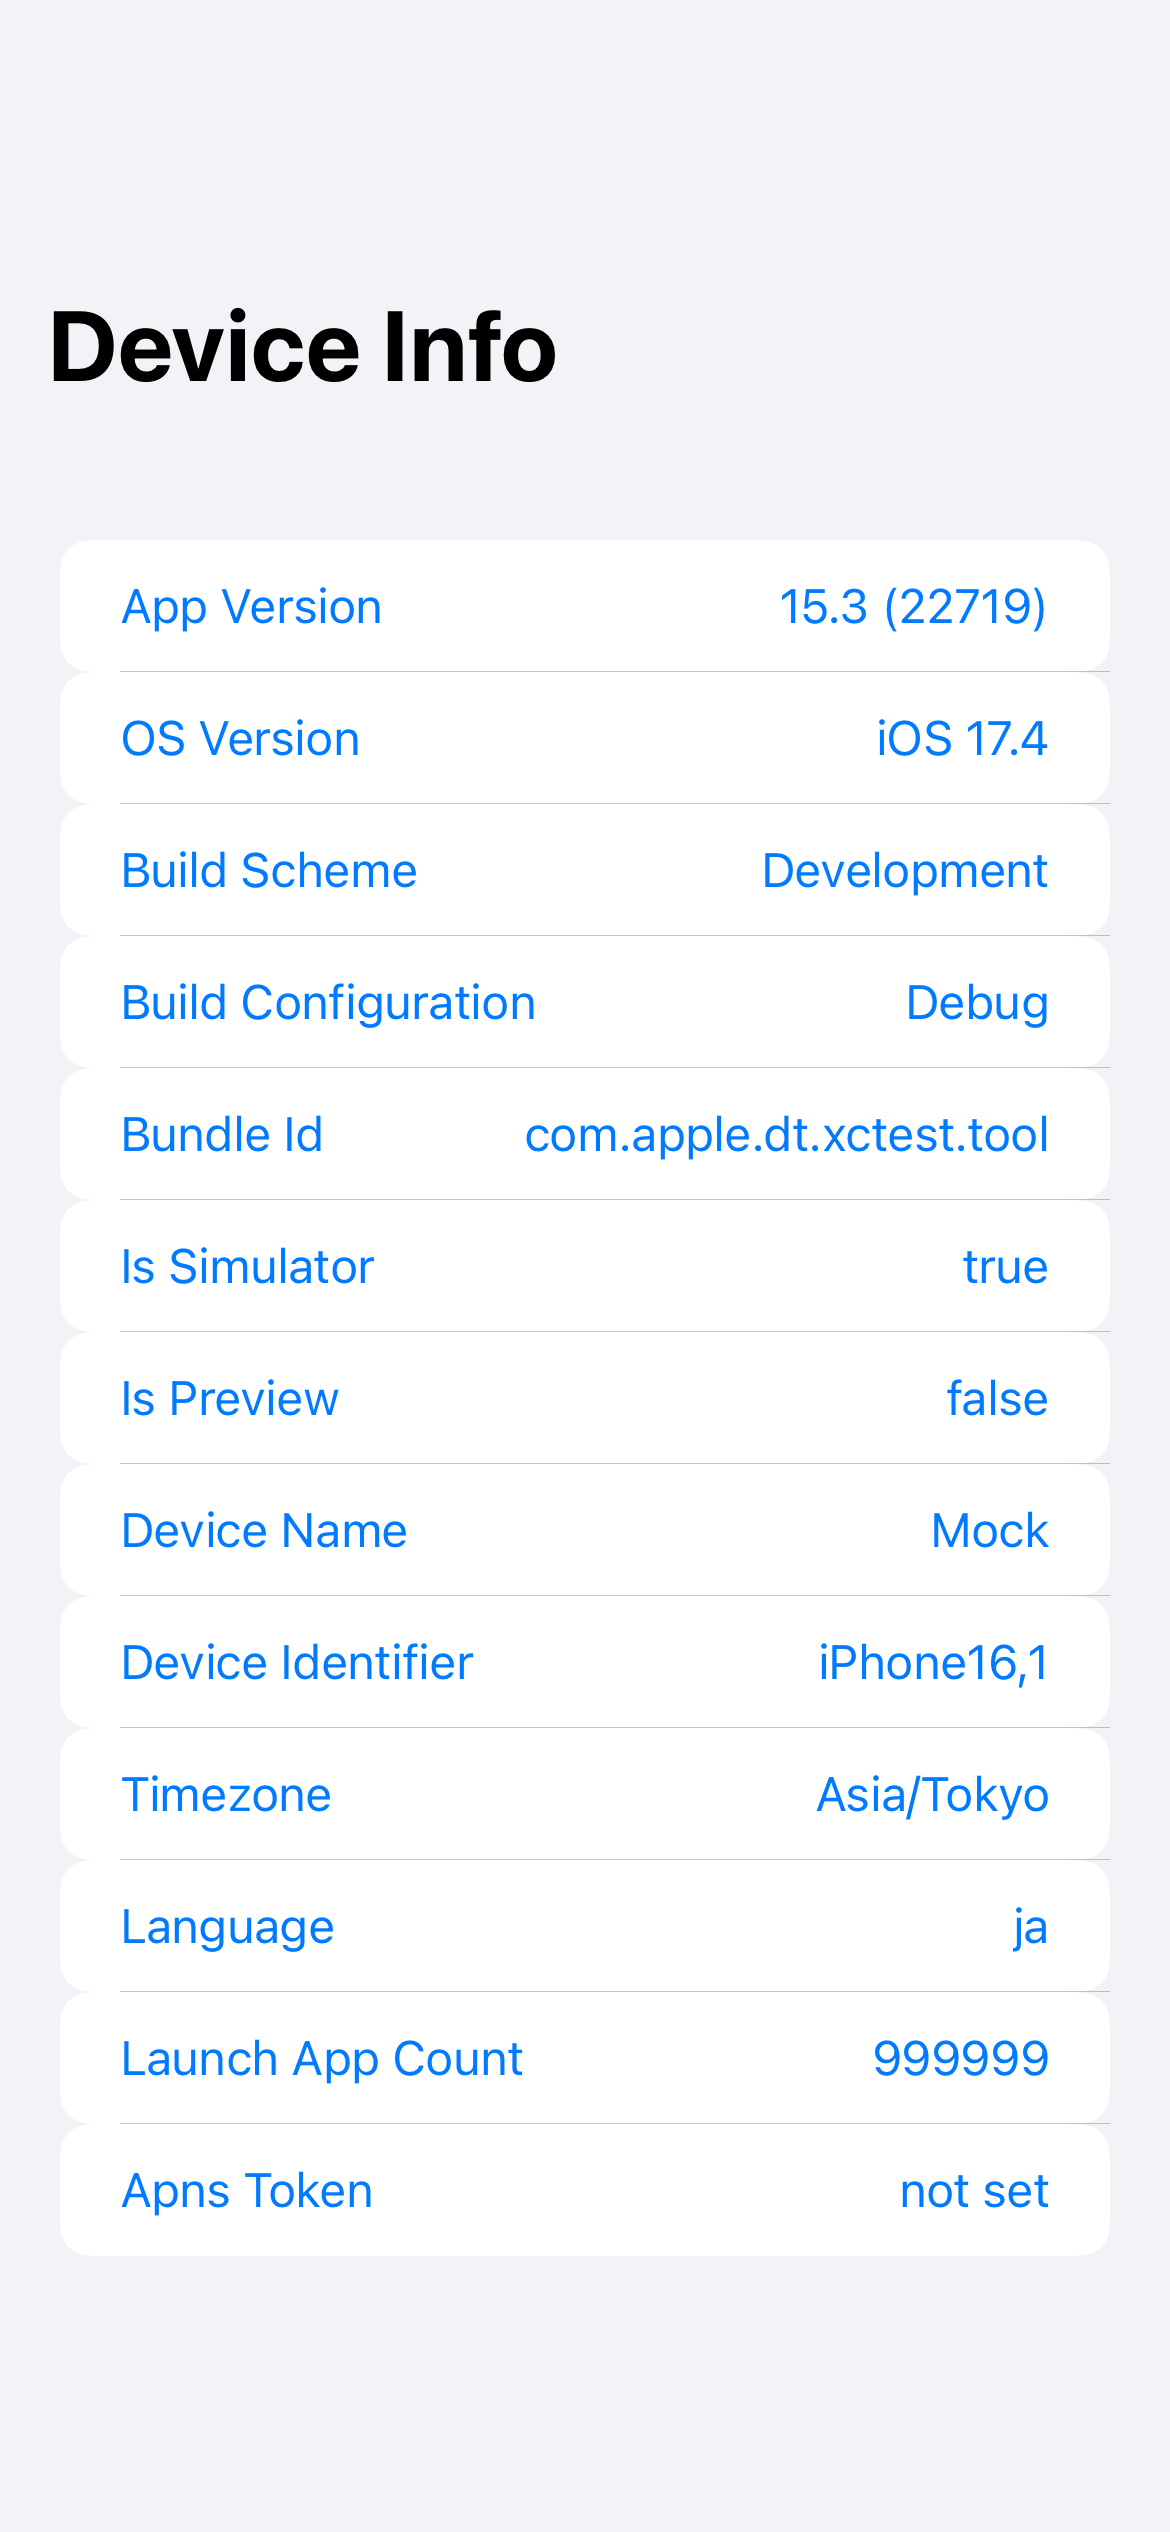 Device Info
App Version 15.3 (22719)
OS Version iOS 17.4
Build Scheme Development
Build Configuration Debug
Bundle Id com.apple.dt.xctest.tool
Is Simulator true
Is Preview false
Device Name Mock
Device Identifier iPhone16,1
Timezone Asia/Tokyo
Language ja
Launch App Count 999999
Apns Token not set